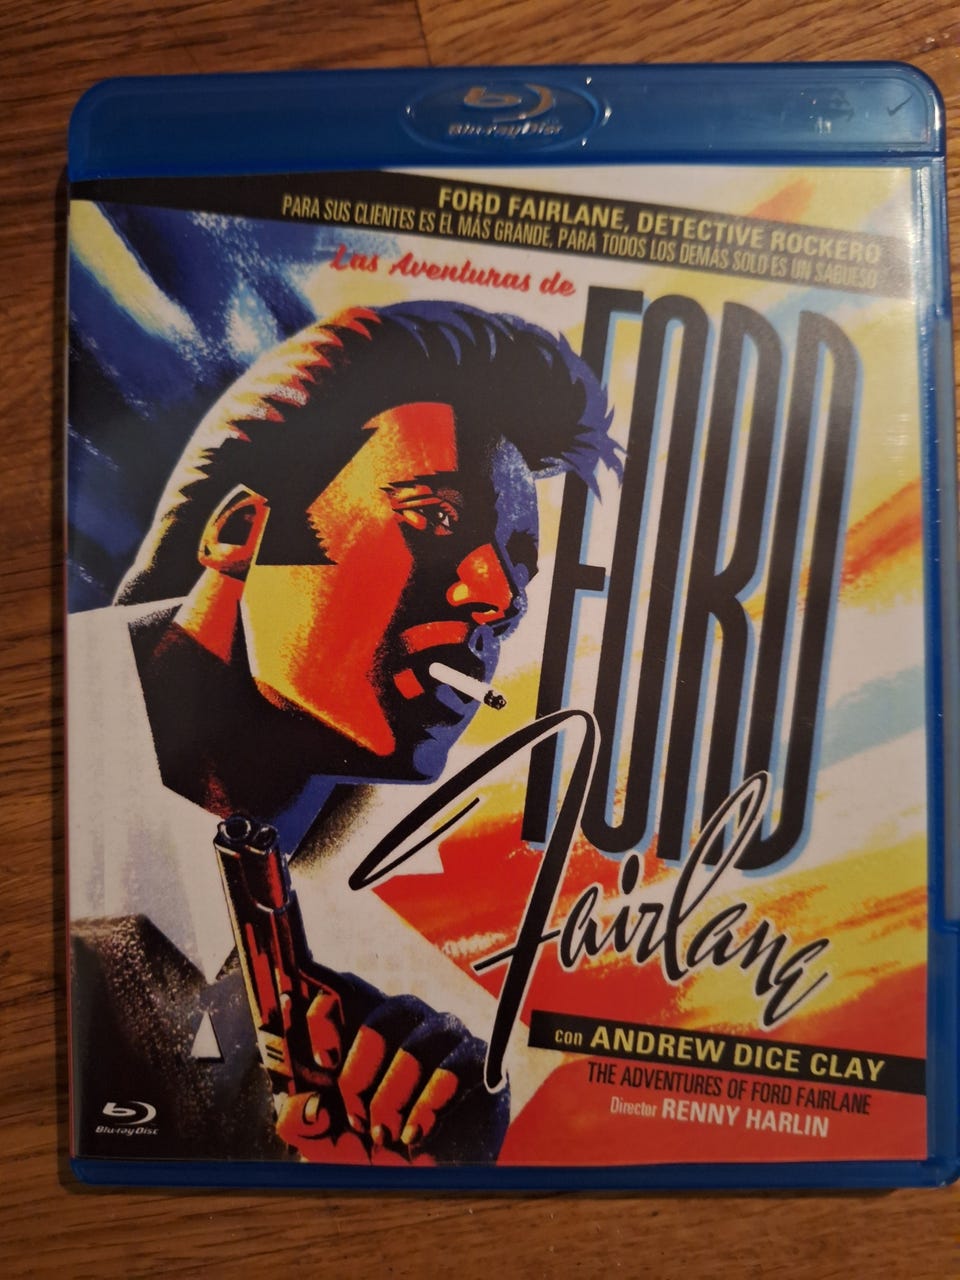 Blu-ray Disc
FORD FAIRLANE, DETECTIVE ROCKERO
PARA SUS CLIENTES ES EL MÁS GRANDE, PARA TODOS LOS DEMÁS SOLO ES UN SABUESO
Las Aventuras de
FORD
Fairlane
con ANDREW DICE CLAY
THE ADVENTURES OF FORD FAIRLANE
Director RENNY HARLIN
Blu-ray Disc